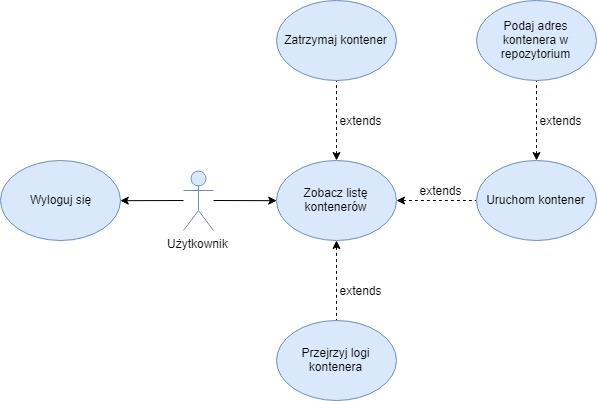 Zatrzymaj kontener
Podaj adres
kontenera w
repozytorium
extends
extends
Wyloguj się
Użytkownik
Zobacz listę
kontenerów
extends
Uruchom kontener
extends
Przejrzyj logi
kontenera